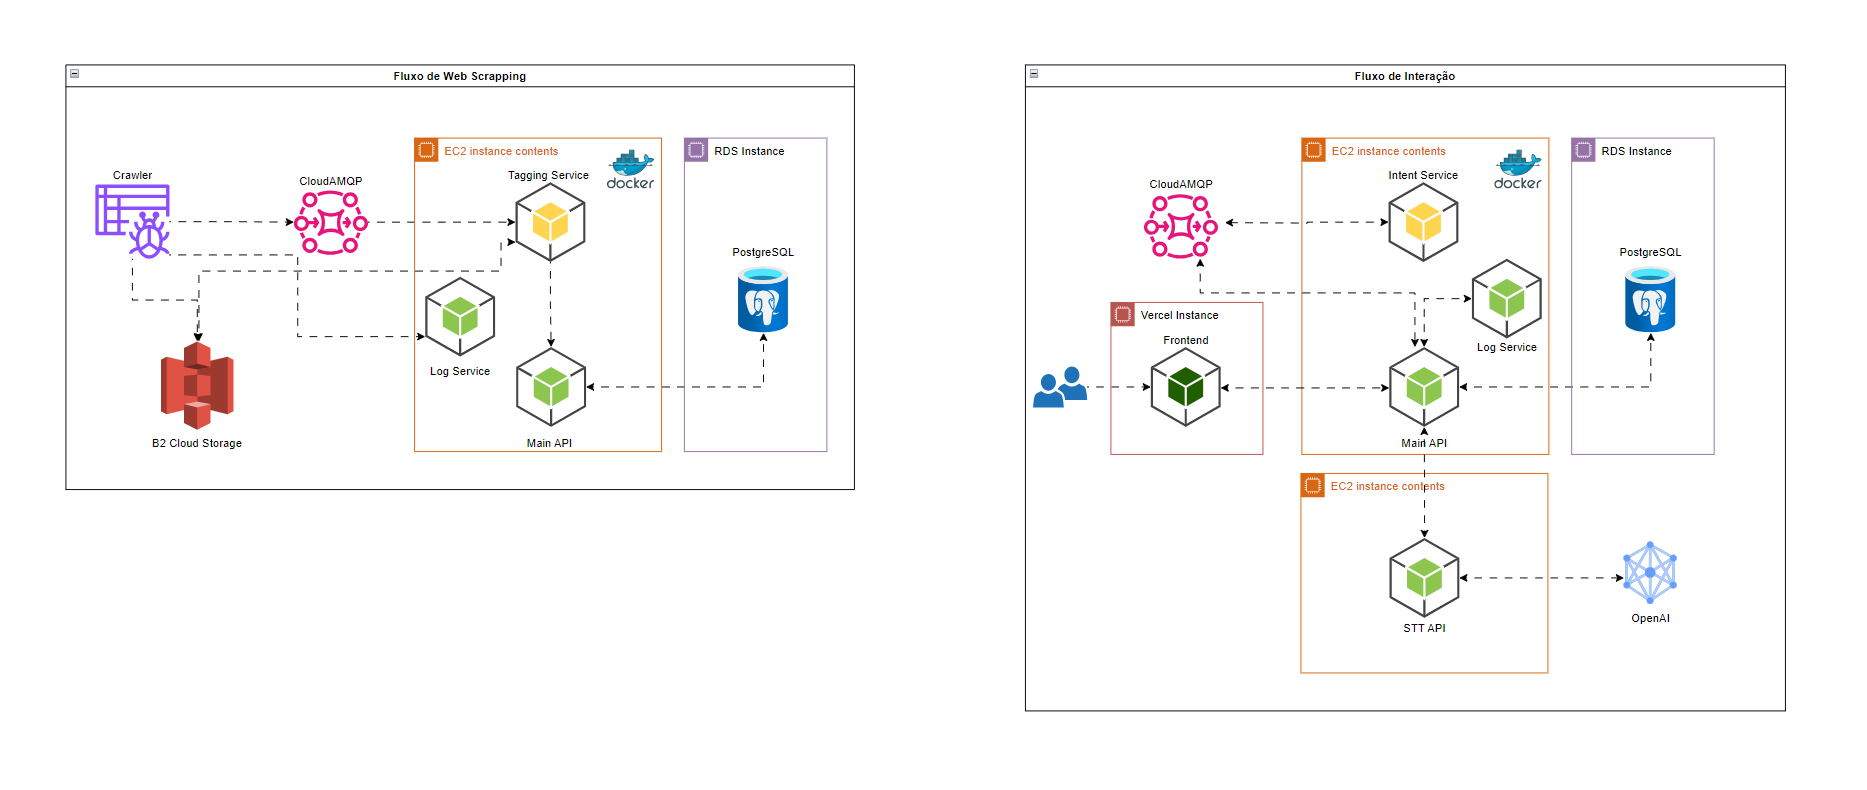 Fluxo de Web Scrapping
EC2 instance contents
RDS Instance
docker
Crawler
CloudAMQP
Tagging Service
PostgreSQL
Log Service
B2 Cloud Storage
Main API
Fluxo de Interação
EC2 instance contents
RDS Instance
docker
CloudAMQP
Intent Service
PostgreSQL
Vercel Instance
Frontend
Log Service
Main API
EC2 instance contents
STT API
OpenAI